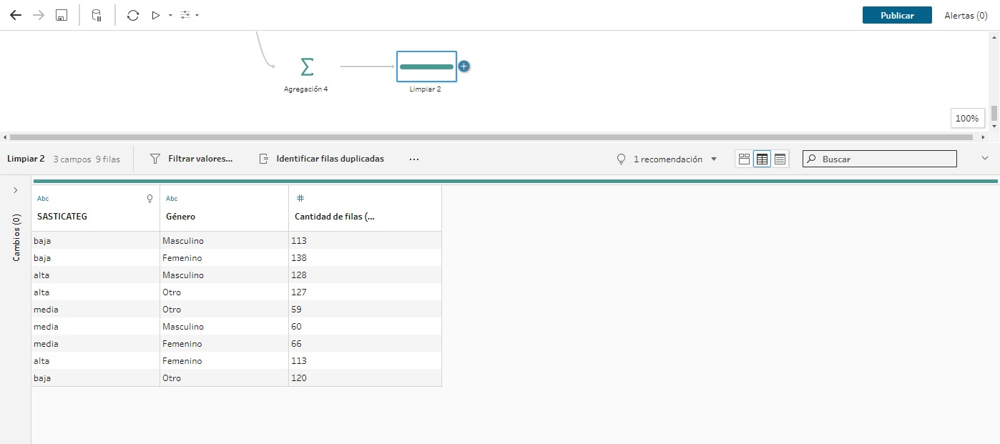 Publicar Alertas (0)
Agregación 4 Limpiar 2
100%
Limpiar 2 3 campos 9 filas Filtrar valores... Identificar filas duplicadas ... 1 recomendación Buscar
Cambios (0)
Abc Abc #
SASTICATEG Género Cantidad de filas (...
baja Masculino 113
baja Femenino 138
alta Masculino 128
alta Otro 127
media Otro 59
media Masculino 60
media Femenino 66
alta Femenino 113
baja Otro 120